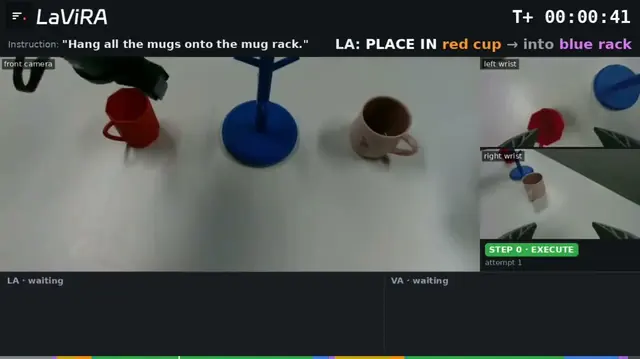 LaViRA
T+ 00:00:41
Instruction: "Hang all the mugs onto the mug rack."
LA: PLACE IN red cup → into blue rack
front camera
left wrist
right wrist
STEP 0 · EXECUTE
attempt 1
LA · waiting
VA · waiting